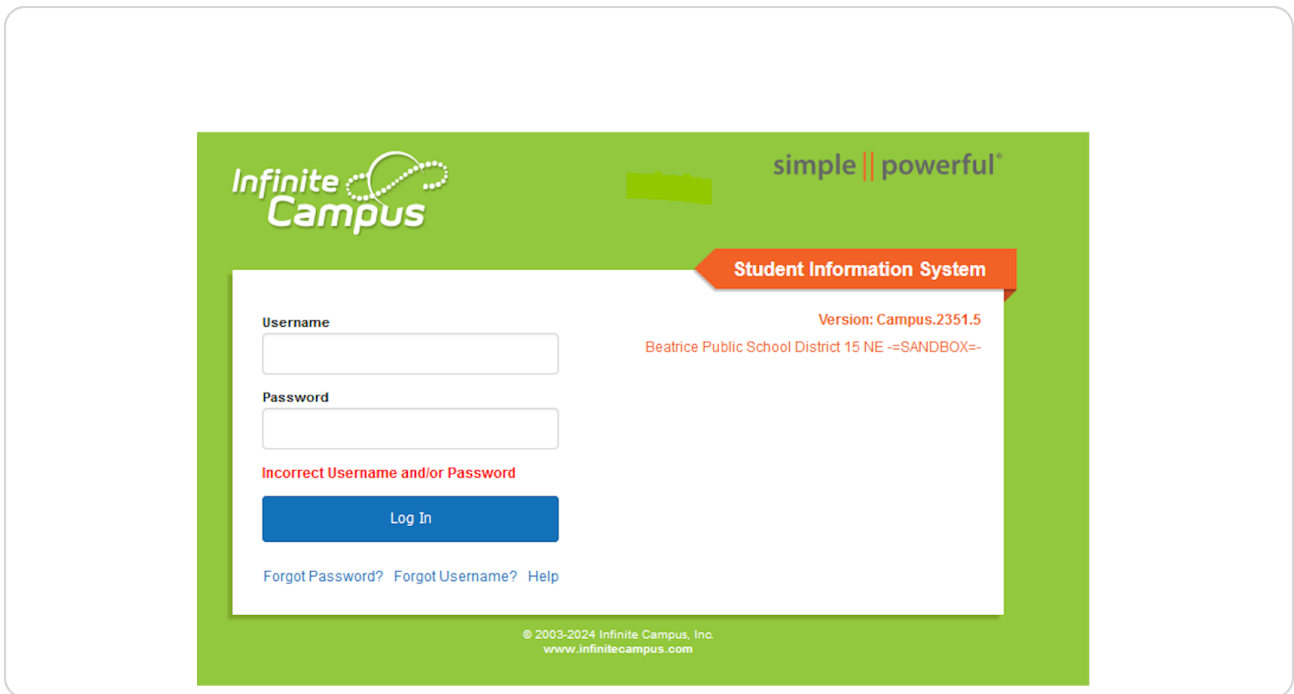 Infinite
Campus
simple || powerful®
Student Information System
Version: Campus.2351.5
Beatrice Public School District 15 NE -=SANDBOX=-
Username
Password
Incorrect Username and/or Password
Log In
Forgot Password? Forgot Username? Help
© 2003-2024 Infinite Campus, Inc.
www.infinitecampus.com